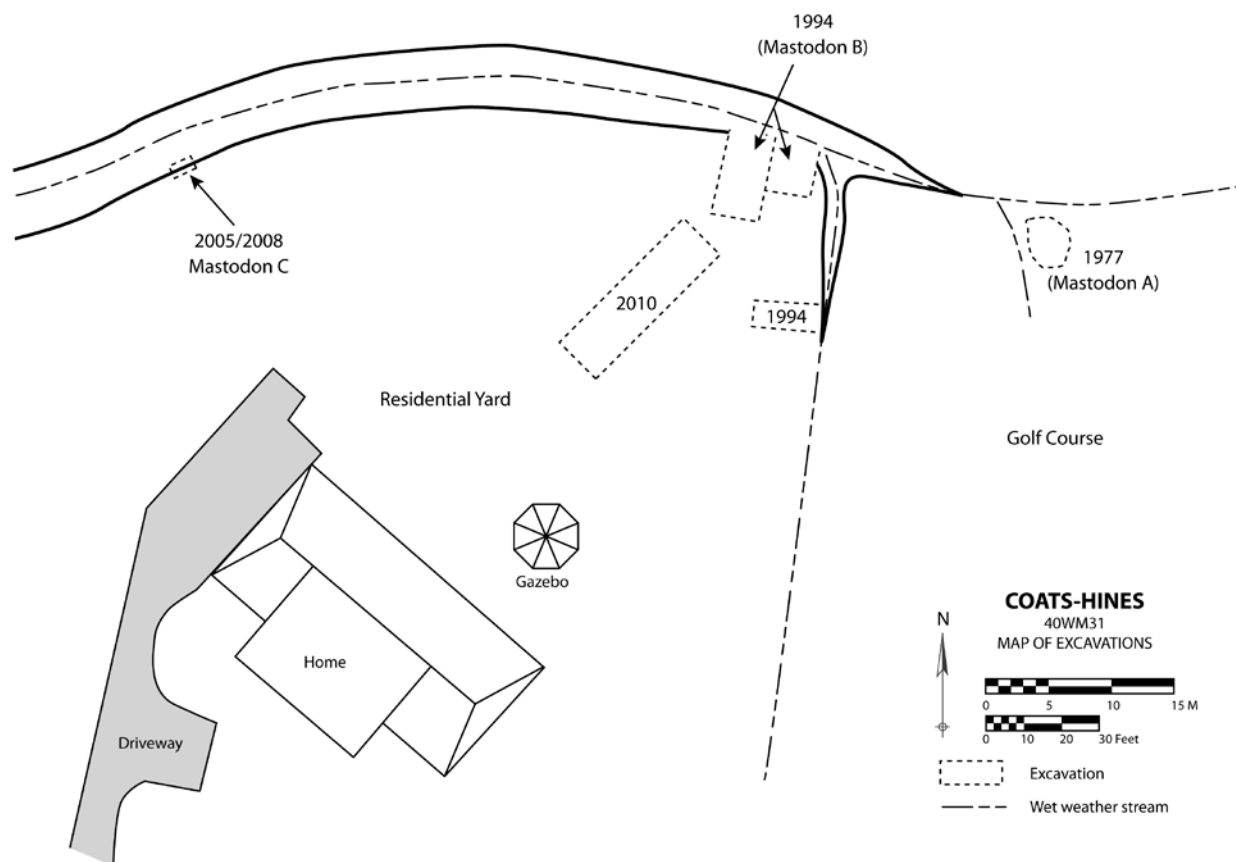 1994
(Mastodon B)
2005/2008
Mastodon C
1977
(Mastodon A)
2010
1994
Residential Yard
Golf Course
Gazebo
Home
Driveway
COATS-HINES
40WM31
MAP OF EXCAVATIONS
N
0 5 10 15 M
0 10 20 30 Feet
Excavation
Wet weather stream